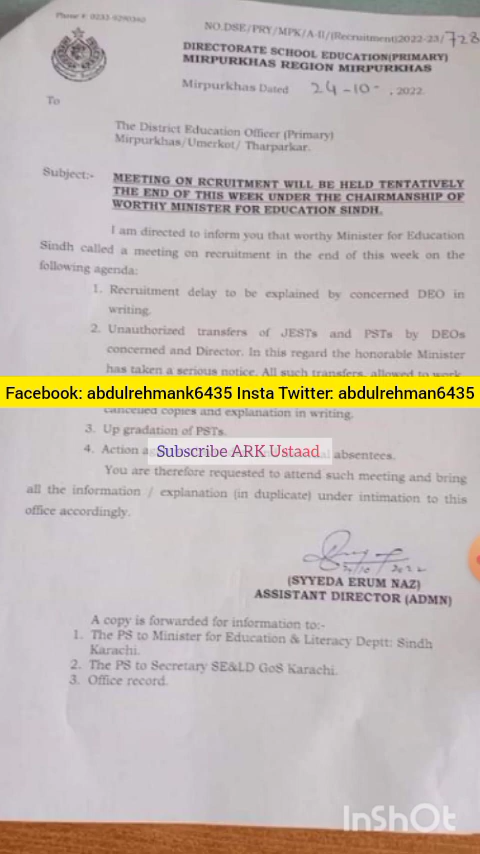 Phone #: 0233-9290360
NO.DSE/PRY/MPK/A-II/(Recruitment)2022-23/728
DIRECTORATE SCHOOL EDUCATION(PRIMARY)
MIRPURKHAS REGION MIRPURKHAS
Mirpurkhas Dated 24-10-, 2022.
To
The District Education Officer (Primary)
Mirpurkhas/Umerkot/ Tharparkar.
Subject:- MEETING ON RCRUITMENT WILL BE HELD TENTATIVELY
THE END OF THIS WEEK UNDER THE CHAIRMANSHIP OF
WORTHY MINISTER FOR EDUCATION SINDH.
I am directed to inform you that worthy Minister for Education
Sindh called a meeting on recruitment in the end of this week on the
following agenda:
1. Recruitment delay to be explained by concerned DEO in
writing.
2. Unauthorized transfers of JESTs and PSTs by DEOs
concerned and Director. In this regard the honorable Minister
has taken a serious notice. All such transfers, allowed to work
Facebook: abdulrehmank6435 Insta Twitter: abdulrehman6435
cancelled copies and explanation in writing.
3. Up gradation of PSTs.
4. Action absentees.
Subscribe ARK Ustaad
You are therefore requested to attend such meeting and bring
all the information / explanation (in duplicate) under intimation to this
office accordingly.
24/10/2022
(SYYEDA ERUM NAZ)
ASSISTANT DIRECTOR (ADMN)
A copy is forwarded for information to:-
1. The PS to Minister for Education & Literacy Deptt: Sindh
Karachi.
2. The PS to Secretary SE&LD GoS Karachi.
3. Office record.
InShOt